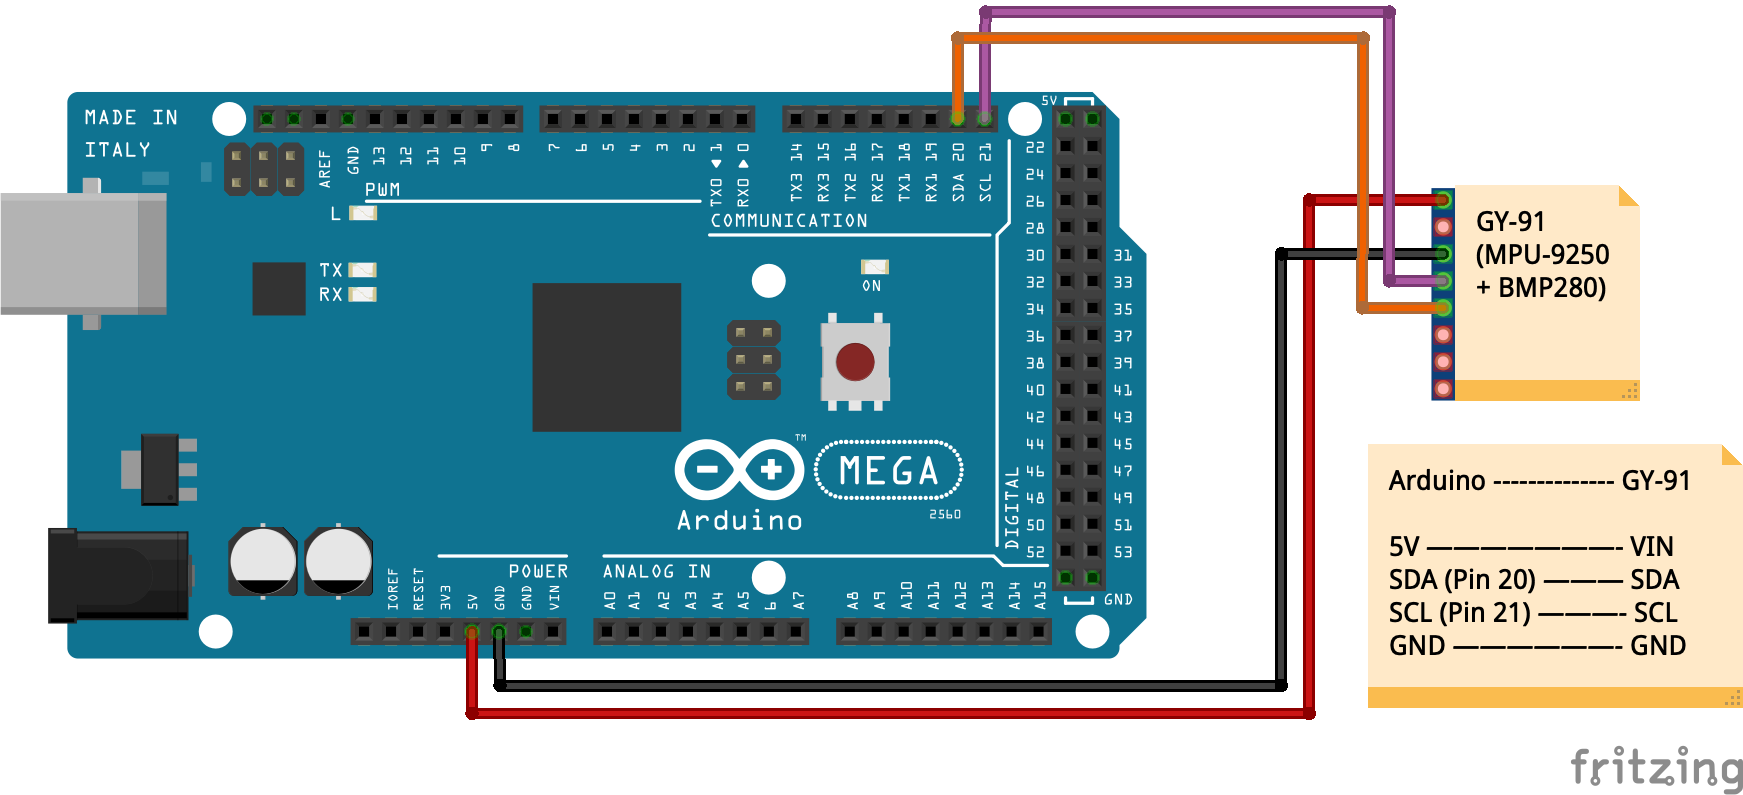 MADE IN
ITALY
AREF
GND
13
12
11
10
9
8
7
6
5
4
3
2
TX0 1
RX0 0
TX3 14
RX3 15
TX2 16
RX2 17
TX1 18
RX1 19
SDA 20
SCL 21
PWM
COMMUNICATION
L
TX
RX
ON
5V
22
24
26
28
30 31
32 33
34 35
36 37
38 39
40 41
42 43
44 45
46 47
48 49
50 51
52 53
GND
DIGITAL
TM
MEGA
2560
Arduino
POWER
ANALOG IN
IOREF
RESET
3V3
5V
GND
GND
VIN
A0
A1
A2
A3
A4
A5
6
A7
A8
A9
A10
A11
A12
A13
A14
A15
GY-91
(MPU-9250
+ BMP280)
Arduino -------------- GY-91
5V ———————- VIN
SDA (Pin 20) ——— SDA
SCL (Pin 21) ———- SCL
GND ——————- GND
fritzing